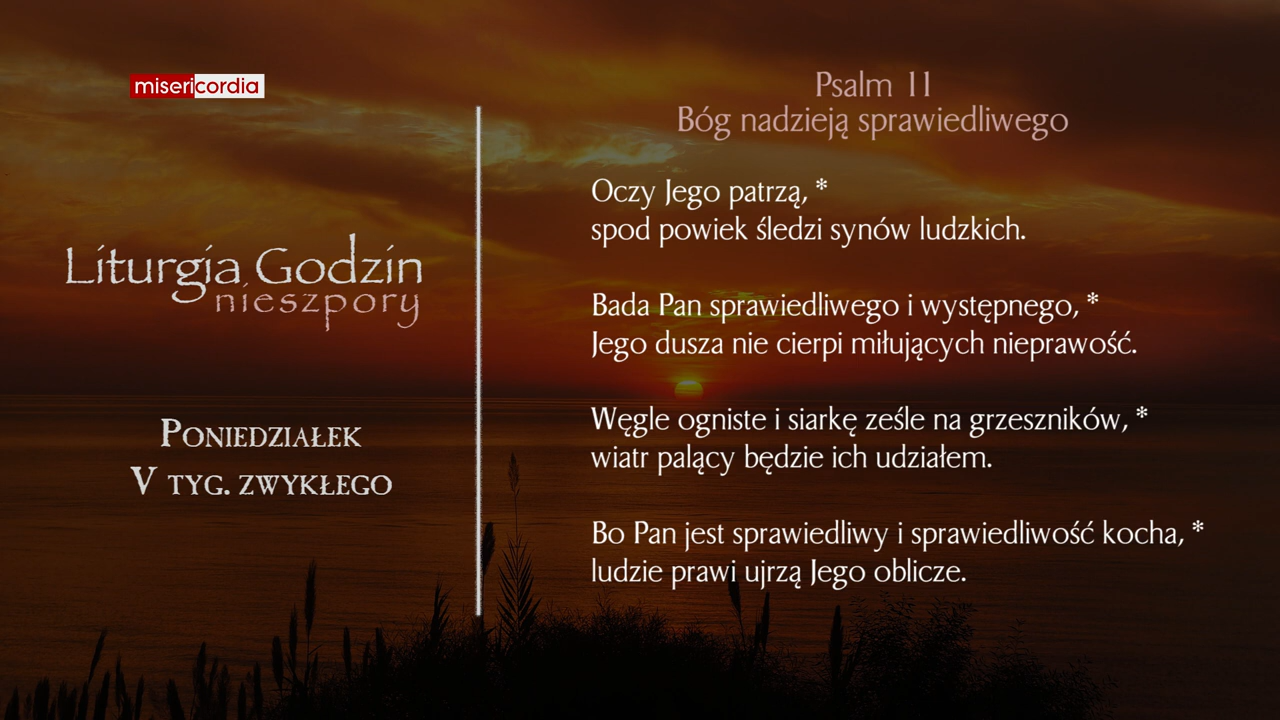 misericordia
Liturgia Godzin
nieszpory
Poniedziałek
V tyg. zwykłego
Psalm 11
Bóg nadzieją sprawiedliwego
Oczy Jego patrzą, *
spod powiek śledzi synów ludzkich.
Bada Pan sprawiedliwego i występnego, *
Jego dusza nie cierpi miłujących nieprawość.
Węgle ogniste i siarkę ześle na grzeszników, *
wiatr palący będzie ich udziałem.
Bo Pan jest sprawiedliwy i sprawiedliwość kocha, *
ludzie prawi ujrzą Jego oblicze.